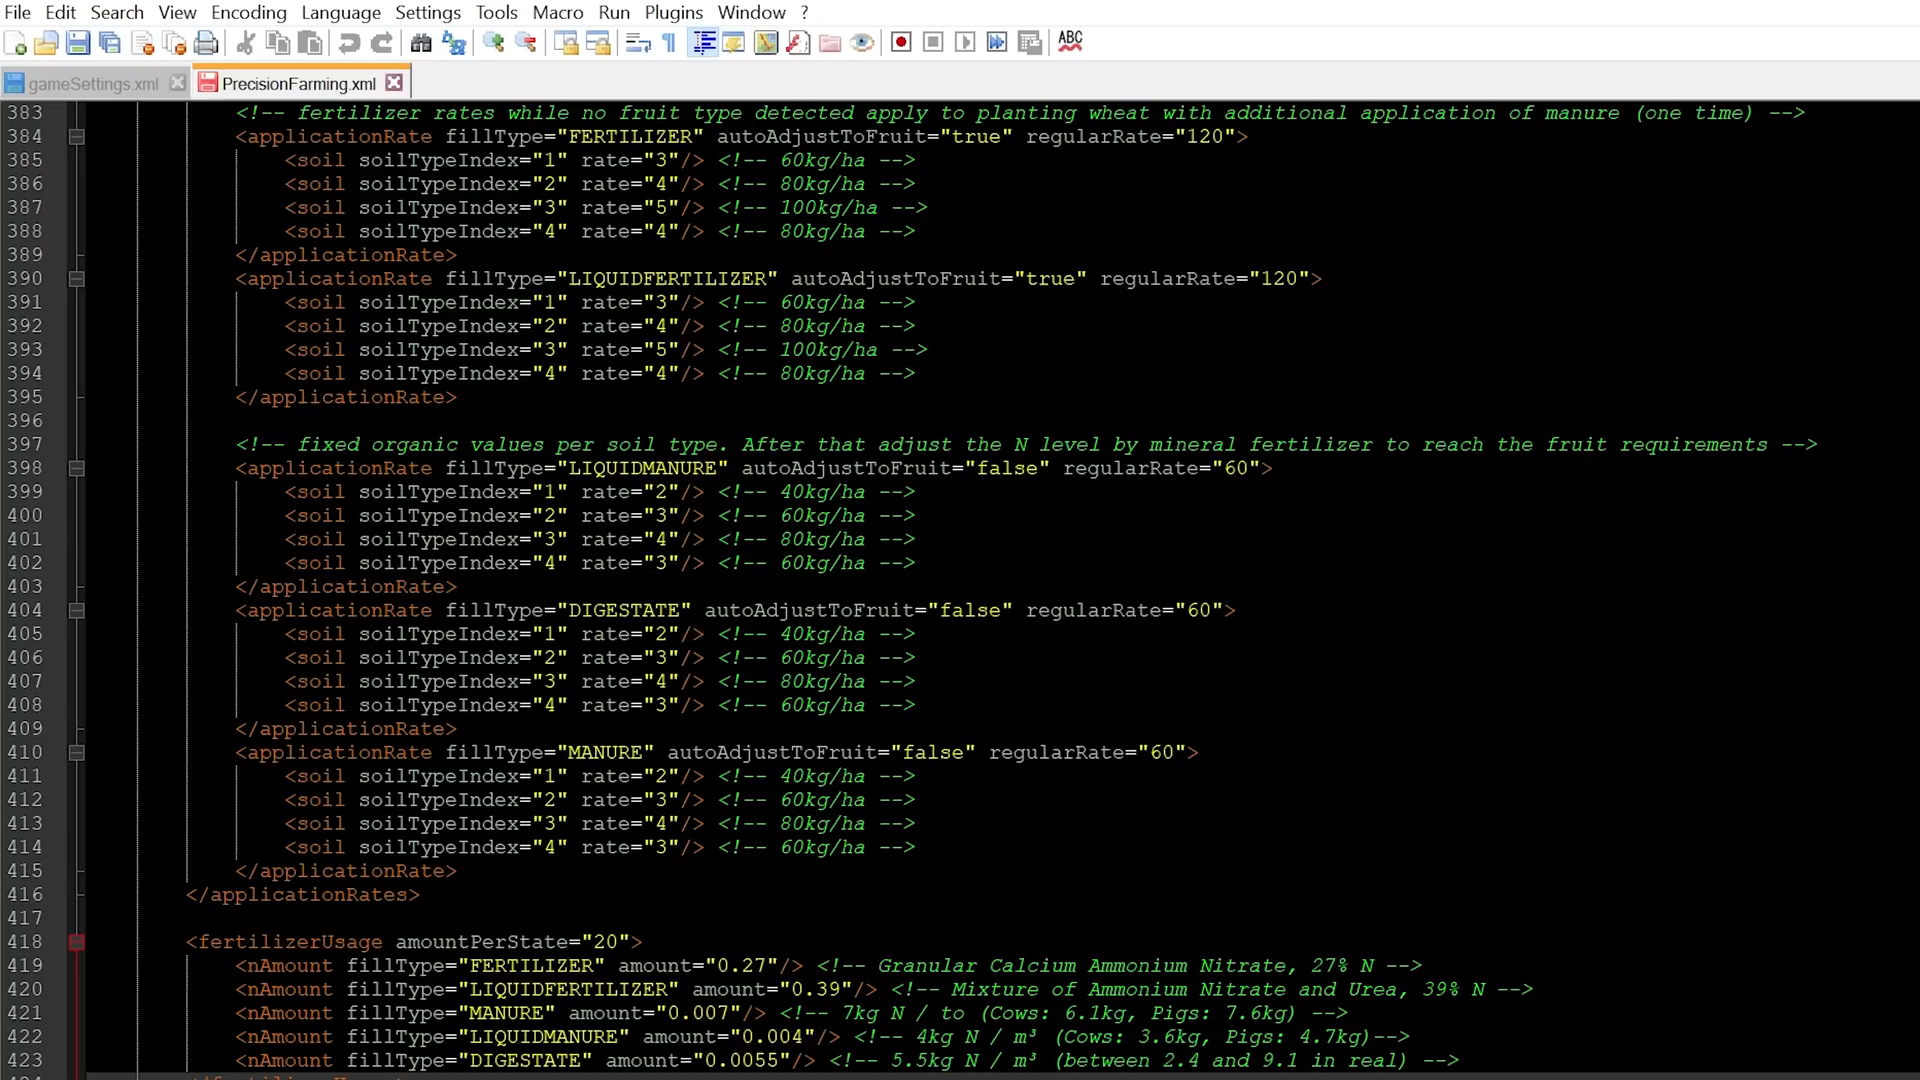 File Edit Search View Encoding Language Settings Tools Macro Run Plugins Window ?
ABC
gameSettings.xml PrecisionFarming.xml
383 <!-- fertilizer rates while no fruit type detected apply to planting wheat with additional application of manure (one time) -->
384 <applicationRate fillType="FERTILIZER" autoAdjustToFruit="true" regularRate="120">
385 <soil soilTypeIndex="1" rate="3"/> <!-- 60kg/ha -->
386 <soil soilTypeIndex="2" rate="4"/> <!-- 80kg/ha -->
387 <soil soilTypeIndex="3" rate="5"/> <!-- 100kg/ha -->
388 <soil soilTypeIndex="4" rate="4"/> <!-- 80kg/ha -->
389 </applicationRate>
390 <applicationRate fillType="LIQUIDFERTILIZER" autoAdjustToFruit="true" regularRate="120">
391 <soil soilTypeIndex="1" rate="3"/> <!-- 60kg/ha -->
392 <soil soilTypeIndex="2" rate="4"/> <!-- 80kg/ha -->
393 <soil soilTypeIndex="3" rate="5"/> <!-- 100kg/ha -->
394 <soil soilTypeIndex="4" rate="4"/> <!-- 80kg/ha -->
395 </applicationRate>
396
397 <!-- fixed organic values per soil type. After that adjust the N level by mineral fertilizer to reach the fruit requirements -->
398 <applicationRate fillType="LIQUIDMANURE" autoAdjustToFruit="false" regularRate="60">
399 <soil soilTypeIndex="1" rate="2"/> <!-- 40kg/ha -->
400 <soil soilTypeIndex="2" rate="3"/> <!-- 60kg/ha -->
401 <soil soilTypeIndex="3" rate="4"/> <!-- 80kg/ha -->
402 <soil soilTypeIndex="4" rate="3"/> <!-- 60kg/ha -->
403 </applicationRate>
404 <applicationRate fillType="DIGESTATE" autoAdjustToFruit="false" regularRate="60">
405 <soil soilTypeIndex="1" rate="2"/> <!-- 40kg/ha -->
406 <soil soilTypeIndex="2" rate="3"/> <!-- 60kg/ha -->
407 <soil soilTypeIndex="3" rate="4"/> <!-- 80kg/ha -->
408 <soil soilTypeIndex="4" rate="3"/> <!-- 60kg/ha -->
409 </applicationRate>
410 <applicationRate fillType="MANURE" autoAdjustToFruit="false" regularRate="60">
411 <soil soilTypeIndex="1" rate="2"/> <!-- 40kg/ha -->
412 <soil soilTypeIndex="2" rate="3"/> <!-- 60kg/ha -->
413 <soil soilTypeIndex="3" rate="4"/> <!-- 80kg/ha -->
414 <soil soilTypeIndex="4" rate="3"/> <!-- 60kg/ha -->
415 </applicationRate>
416 </applicationRates>
417
418 <fertilizerUsage amountPerState="20">
419 <nAmount fillType="FERTILIZER" amount="0.27"/> <!-- Granular Calcium Ammonium Nitrate, 27% N -->
420 <nAmount fillType="LIQUIDFERTILIZER" amount="0.39"/> <!-- Mixture of Ammonium Nitrate and Urea, 39% N -->
421 <nAmount fillType="MANURE" amount="0.007"/> <!-- 7kg N / to (Cows: 6.1kg, Pigs: 7.6kg) -->
422 <nAmount fillType="LIQUIDMANURE" amount="0.004"/> <!-- 4kg N / m³ (Cows: 3.6kg, Pigs: 4.7kg)-->
423 <nAmount fillType="DIGESTATE" amount="0.0055"/> <!-- 5.5kg N / m³ (between 2.4 and 9.1 in real) -->